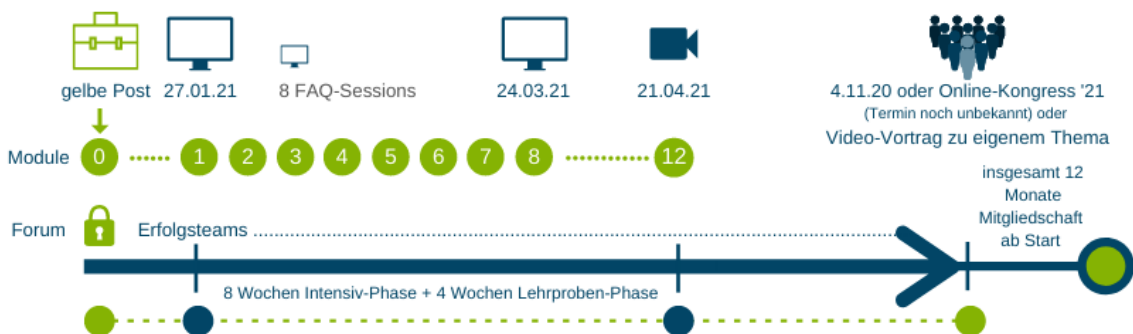 gelbe Post 27.01.21 8 FAQ-Sessions 24.03.21 21.04.21 4.11.20 oder Online-Kongress '21
(Termin noch unbekannt) oder
Video-Vortrag zu eigenem Thema
Module 0 1 2 3 4 5 6 7 8 12
insgesamt 12
Monate
Mitgliedschaft
ab Start
Forum Erfolgsteams
8 Wochen Intensiv-Phase + 4 Wochen Lehrproben-Phase